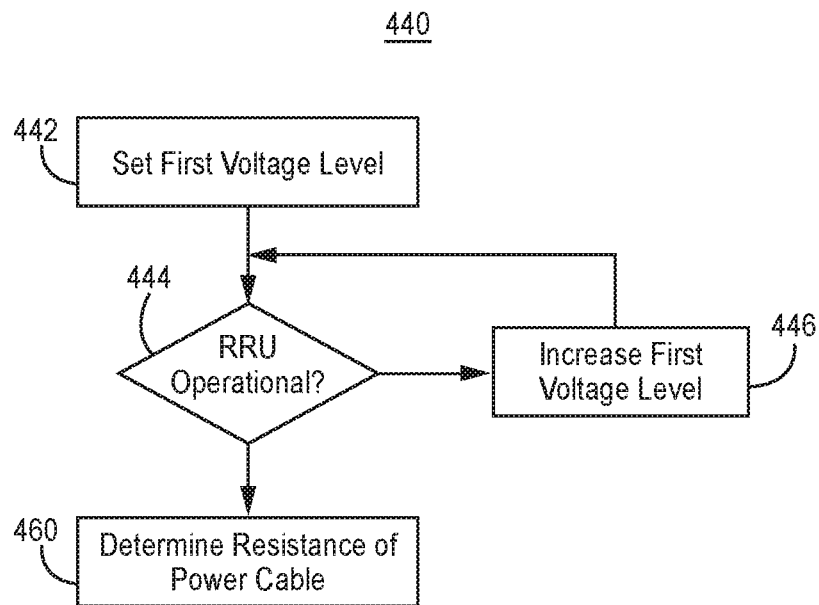 440
442
Set First Voltage Level
444
RRU
Operational?
Increase First
Voltage Level
446
460
Determine Resistance of
Power Cable